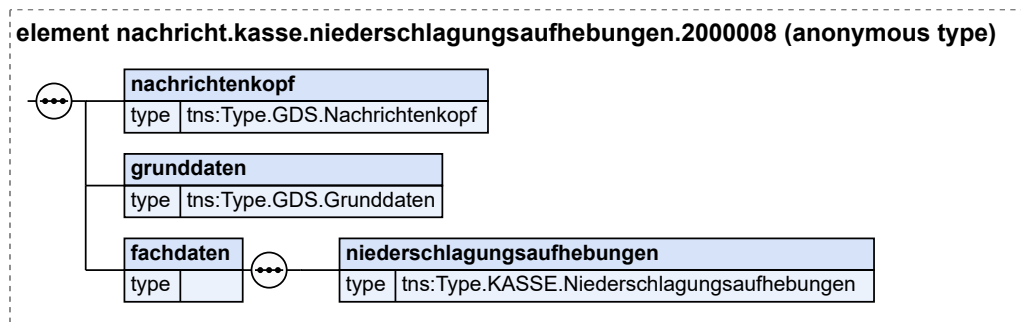 element nachricht.kasse.niederschlagungsaufhebungen.2000008 (anonymous type)
nachrichtenkopf
type tns:Type.GDS.Nachrichtenkopf
grunddaten
type tns:Type.GDS.Grunddaten
fachdaten
type
niederschlagungsaufhebungen
type tns:Type.KASSE.Niederschlagungsaufhebungen